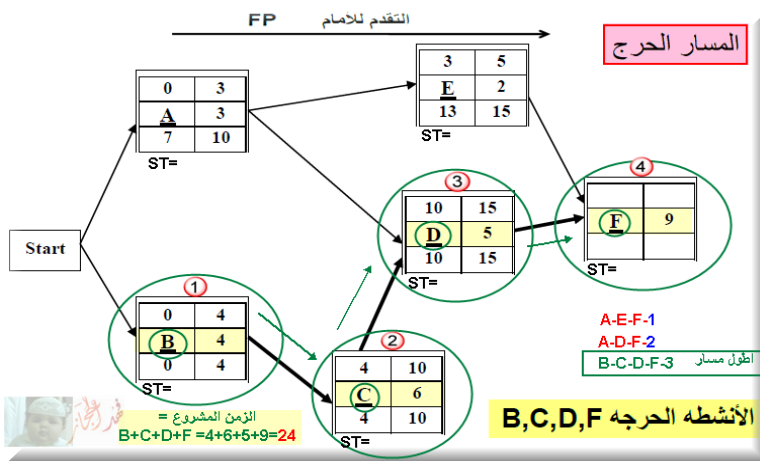 التقدم للأمام FP
المسار الحرج
0 3
A 3
7 10
ST=
3 5
E 2
13 15
ST=
Start
3
10 15
D 5
10 15
ST=
4
F 9
ST=
1
0 4
B 4
0 4
ST=
2
4 10
C 6
4 10
ST=
A-E-F-1
A-D-F-2
B-C-D-F-3 اطول مسار
الزمن المشروع =
B+C+D+F =4+6+5+9=24
الأنشطه الحرجه B,C,D,F